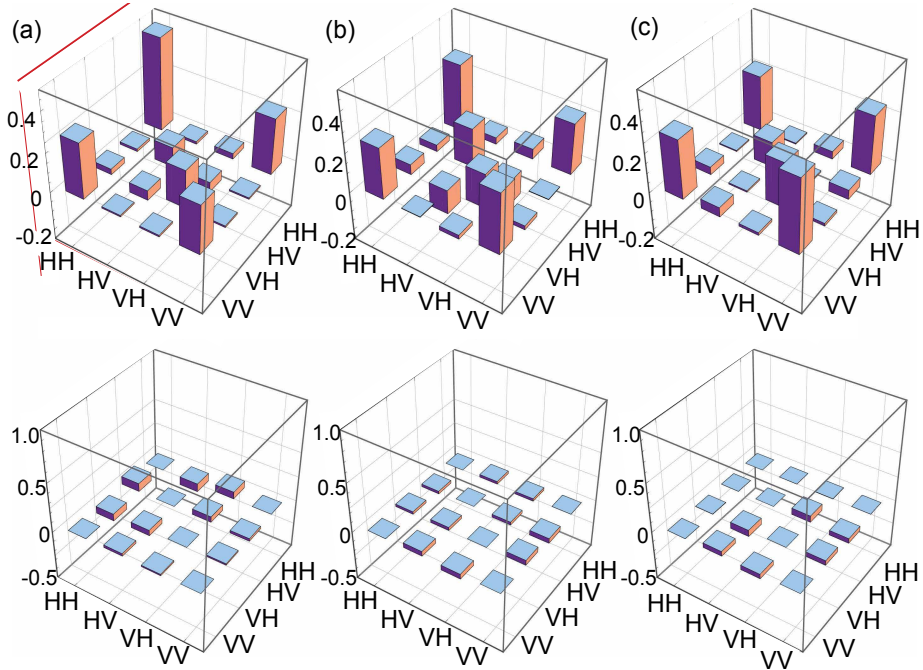 (a) (b) (c)
0.4 0.4 0.4
0.2 0.2 0.2
0 0 0
-0.2 -0.2 -0.2
HH HH HH HH HH HH
HV HV HV HV HV HV
VH VH VH VH VH VH
VV VV VV VV VV VV
1.0 1.0 1.0
0.5 0.5 0.5
0 0 0
-0.5 -0.5 -0.5
HH HH HH HH HH HH
HV HV HV HV HV HV
VH VH VH VH VH VH
VV VV VV VV VV VV